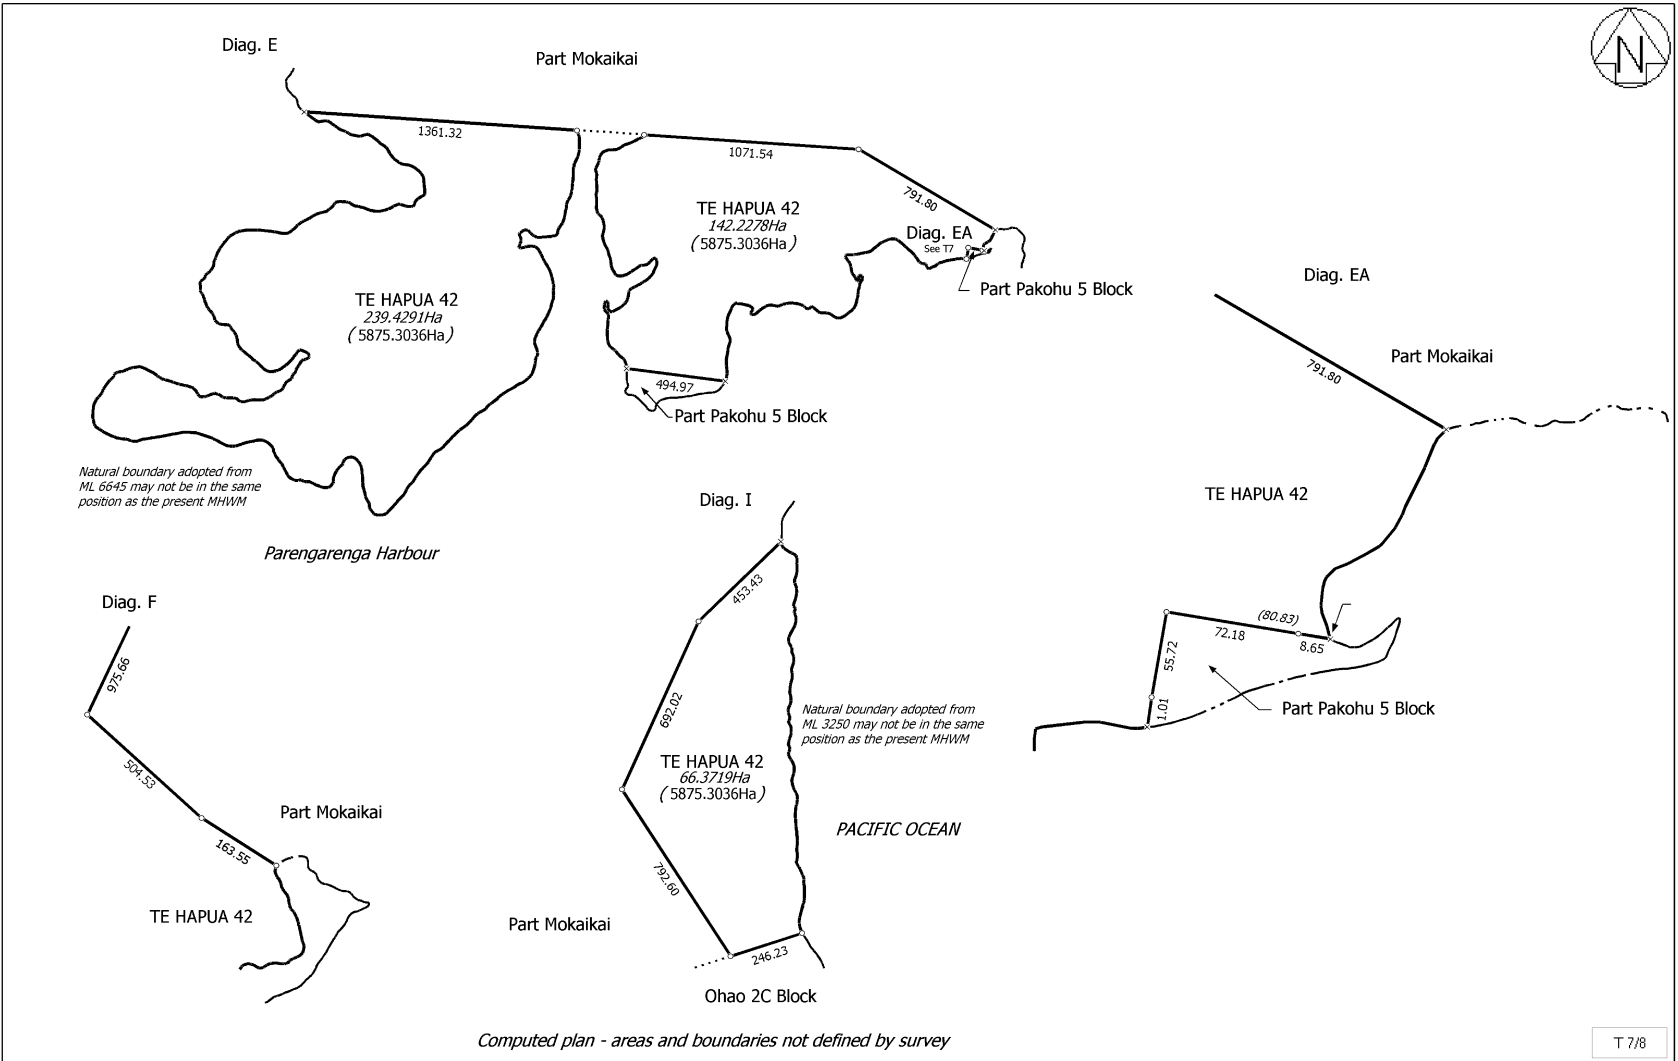 Diag. E
Part Mokaikai
N
1361.32
1071.54
791.80
TE HAPUA 42
142.2278Ha
(5875.3036Ha)
Diag. EA
See T7
Part Pakohu 5 Block
TE HAPUA 42
239.4291Ha
(5875.3036Ha)
494.97
Part Pakohu 5 Block
Natural boundary adopted from
ML 6645 may not be in the same
position as the present MHWM
Parengarenga Harbour
Diag. EA
791.80
Part Mokaikai
TE HAPUA 42
(80.83)
72.18
8.65
55.72
1.01
Part Pakohu 5 Block
Diag. F
975.66
504.53
163.55
Part Mokaikai
TE HAPUA 42
Diag. I
453.43
692.02
Natural boundary adopted from
ML 3250 may not be in the same
position as the present MHWM
TE HAPUA 42
66.3719Ha
(5875.3036Ha)
PACIFIC OCEAN
792.60
Part Mokaikai
246.23
Ohao 2C Block
Computed plan - areas and boundaries not defined by survey
T 7/8